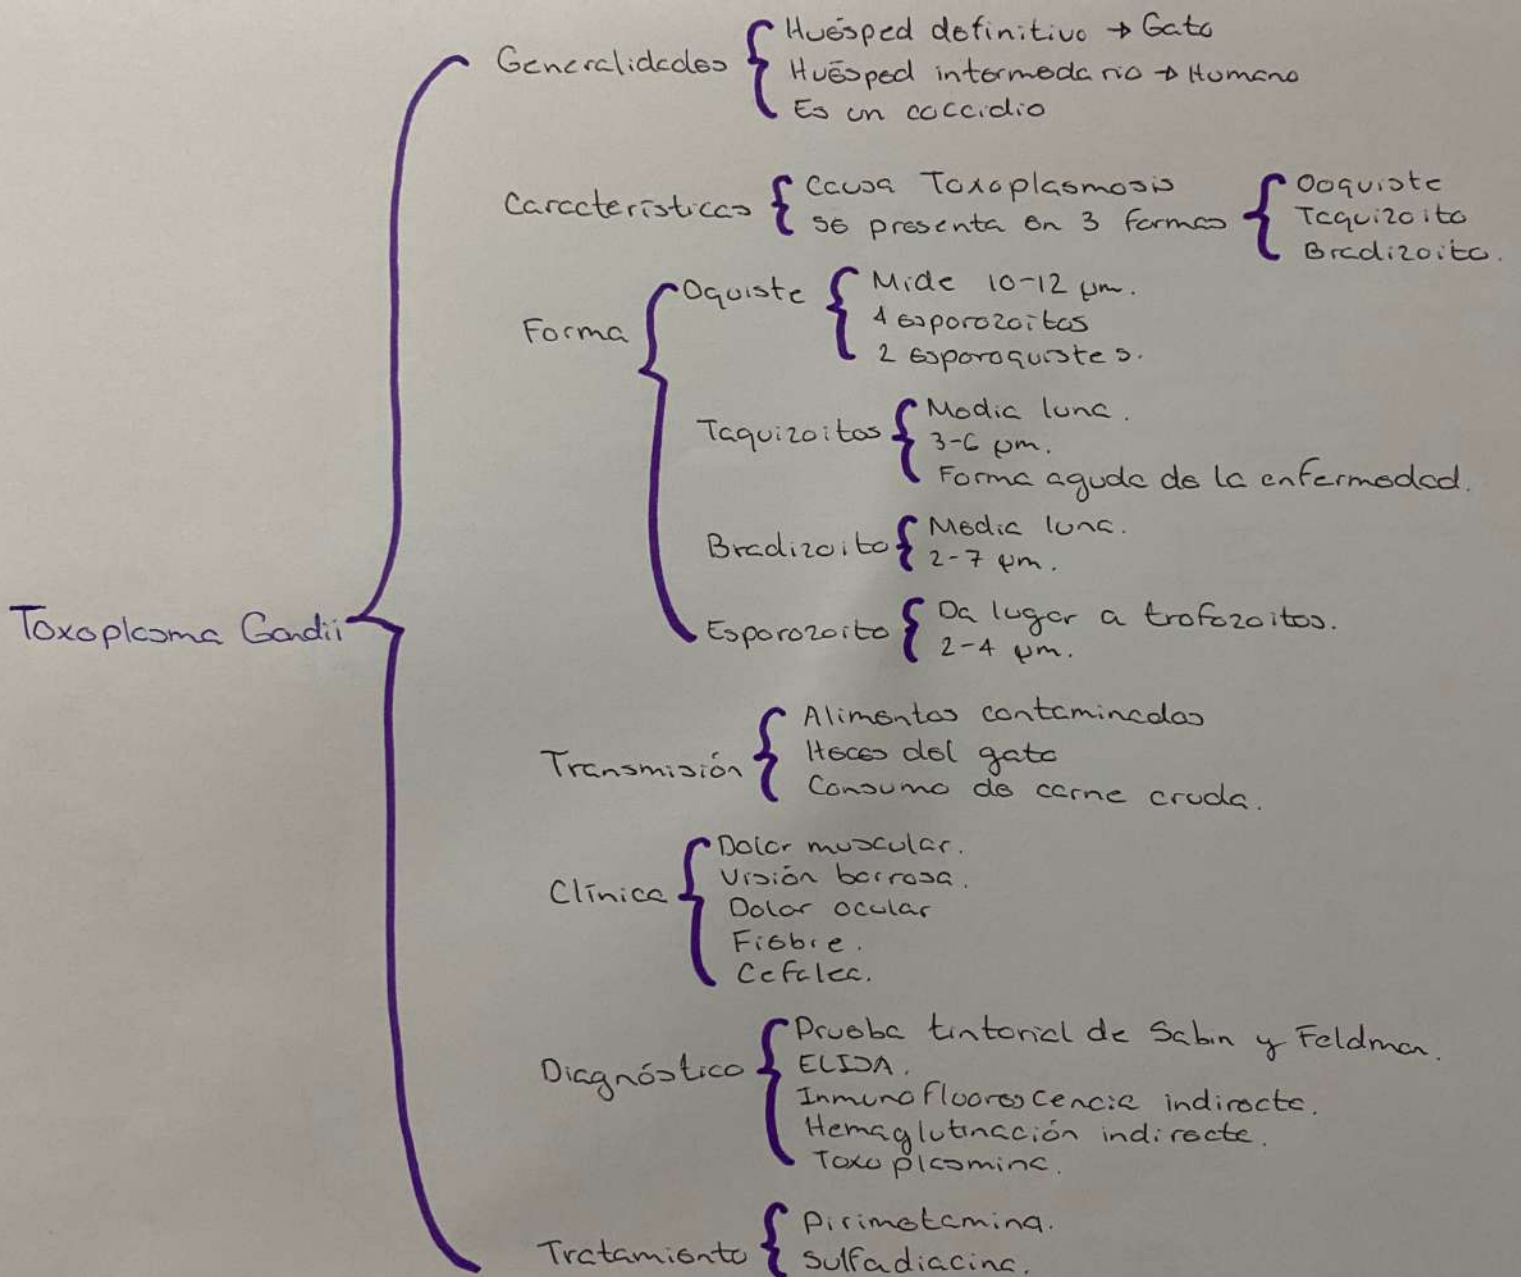 Generalidades
Huésped definitivo → Gato
Huésped intermedario → Humano
Es un coccidio
Características
Causa Toxoplasmosis
se presenta en 3 formas
Ooquiste
Taquizoito
Bradizoito.
Forma
Oquiste
Mide 10-12 µm.
4 esporozoitos
2 esporoquistes.
Taquizoitos
Media luna.
3-6 µm.
Forma aguda de la enfermedad.
Bradizoito
Media luna.
2-7 µm.
Esporozoito
Da lugar a trofozoitos.
2-4 µm.
Toxoplasma Gondii
Transmisión
Alimentos contaminados
Heces del gato
Consumo de carne cruda.
Clínica
Dolor muscular.
Visión borrosa.
Dolor ocular
Fiebre.
Cefalea.
Diagnóstico
Prueba tintorial de Sabin y Feldman.
ELISA.
Inmunofluorescencia indirecta.
Hemaglutinación indirecta.
Toxoplasmina.
Tratamiento
Pirimetamina.
Sulfadiacina.